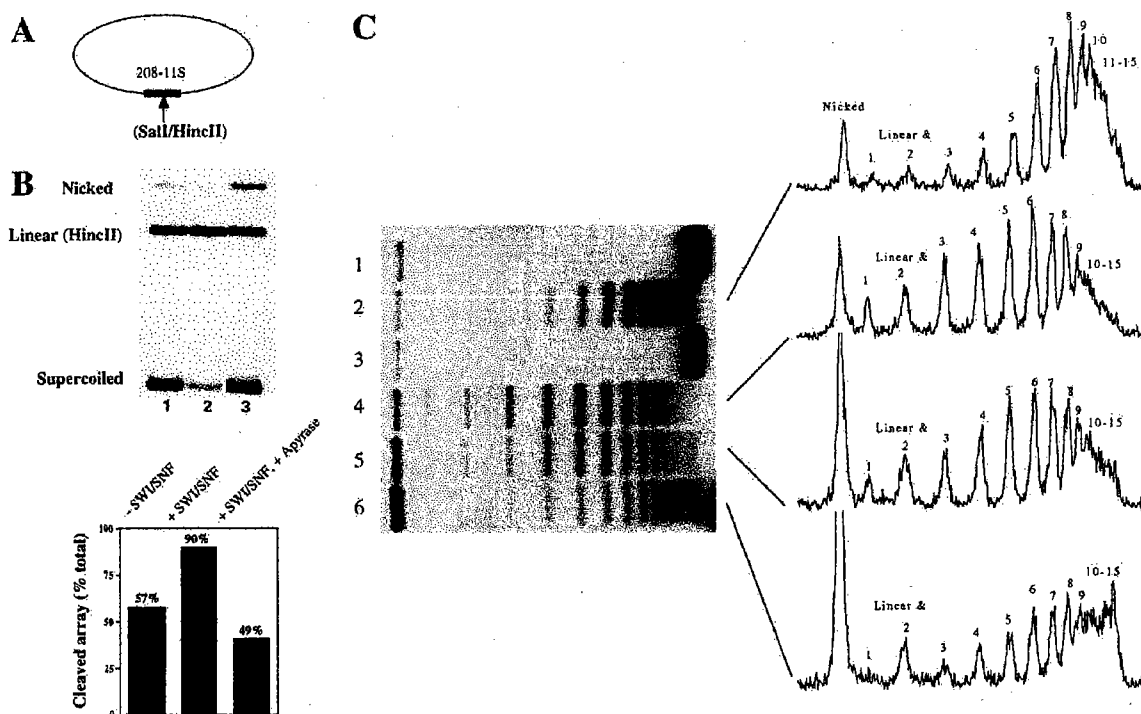 A
208-11S
(SalI/HincII)
B
Nicked
Linear (HincII)
Supercoiled
1 2 3
- SWI/SNF
+ SWI/SNF
+ SWI/SNF, + Apyrase
Cleaved array (% total)
100
75
50
25
0
57%
90%
49%
C
1
2
3
4
5
6
Nicked
Linear &
1 2 3 4 5 6 7 8 9 10 11-15
Linear &
1 2 3 4 5 6 7 8 9 10-15
Linear &
1 2 3 4 5 6 7 8 9 10-15
Linear &
1 2 3 4 5 6 7 8 9 10-15